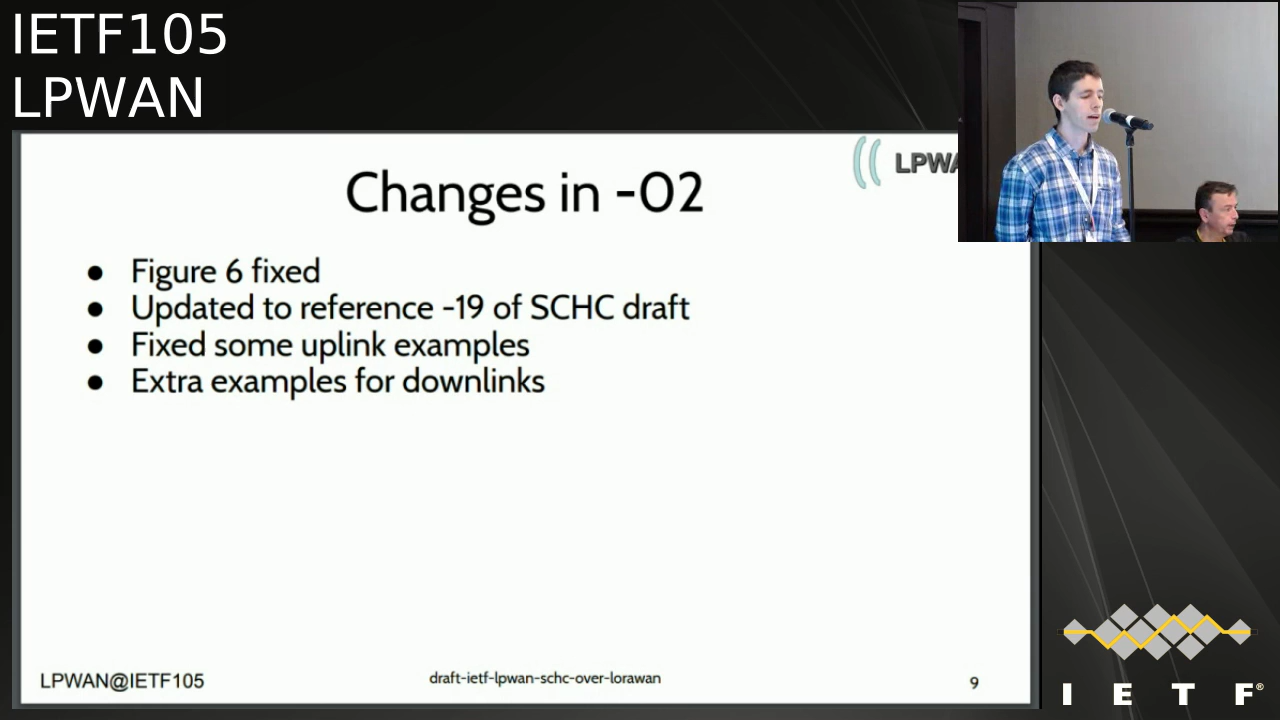 IETF105
LPWAN
LPWA
Changes in -02
● Figure 6 fixed
● Updated to reference -19 of SCHC draft
● Fixed some uplink examples
● Extra examples for downlinks
LPWAN@IETF105
draft-ietf-lpwan-schc-over-lorawan
9
I E T F®